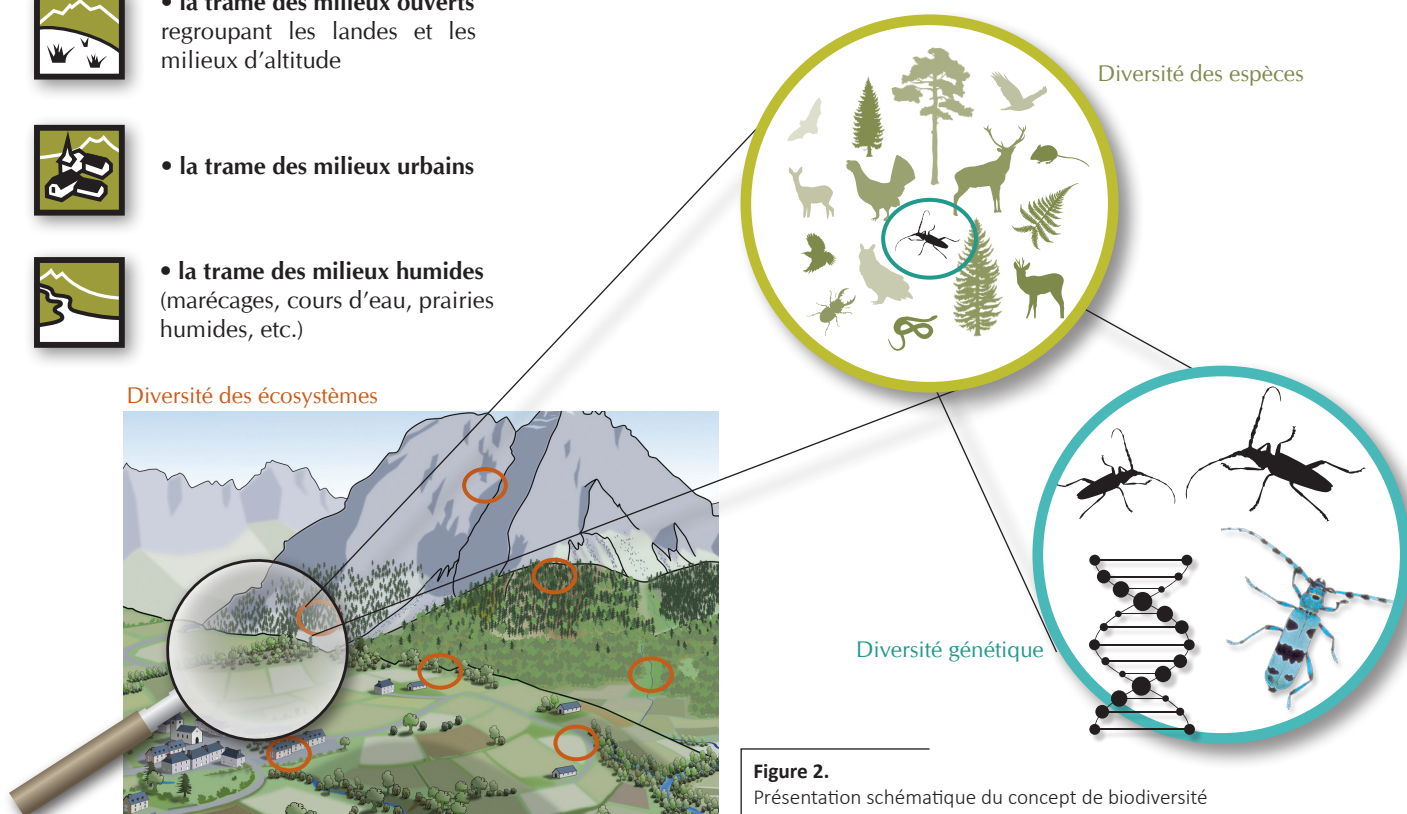 • la trame des milieux ouverts
regroupant les landes et les
milieux d'altitude
• la trame des milieux urbains
• la trame des milieux humides
(marécages, cours d'eau, prairies
humides, etc.)
Diversité des espèces
Diversité des écosystèmes
Diversité génétique
Figure 2.
Présentation schématique du concept de biodiversité